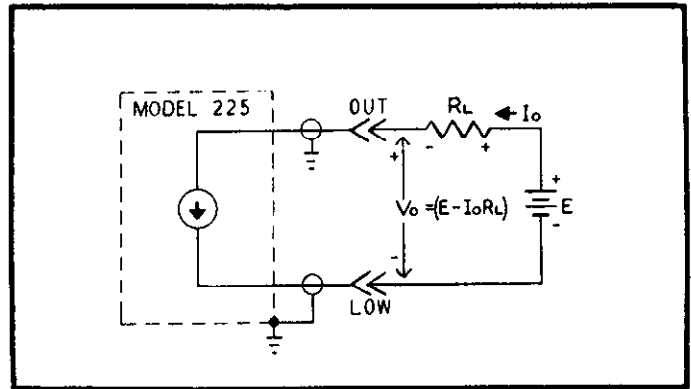 MODEL 225
OUT
RL
Io
+
-
+
+
E
-
Vo =(E-IoRL)
-
LOW